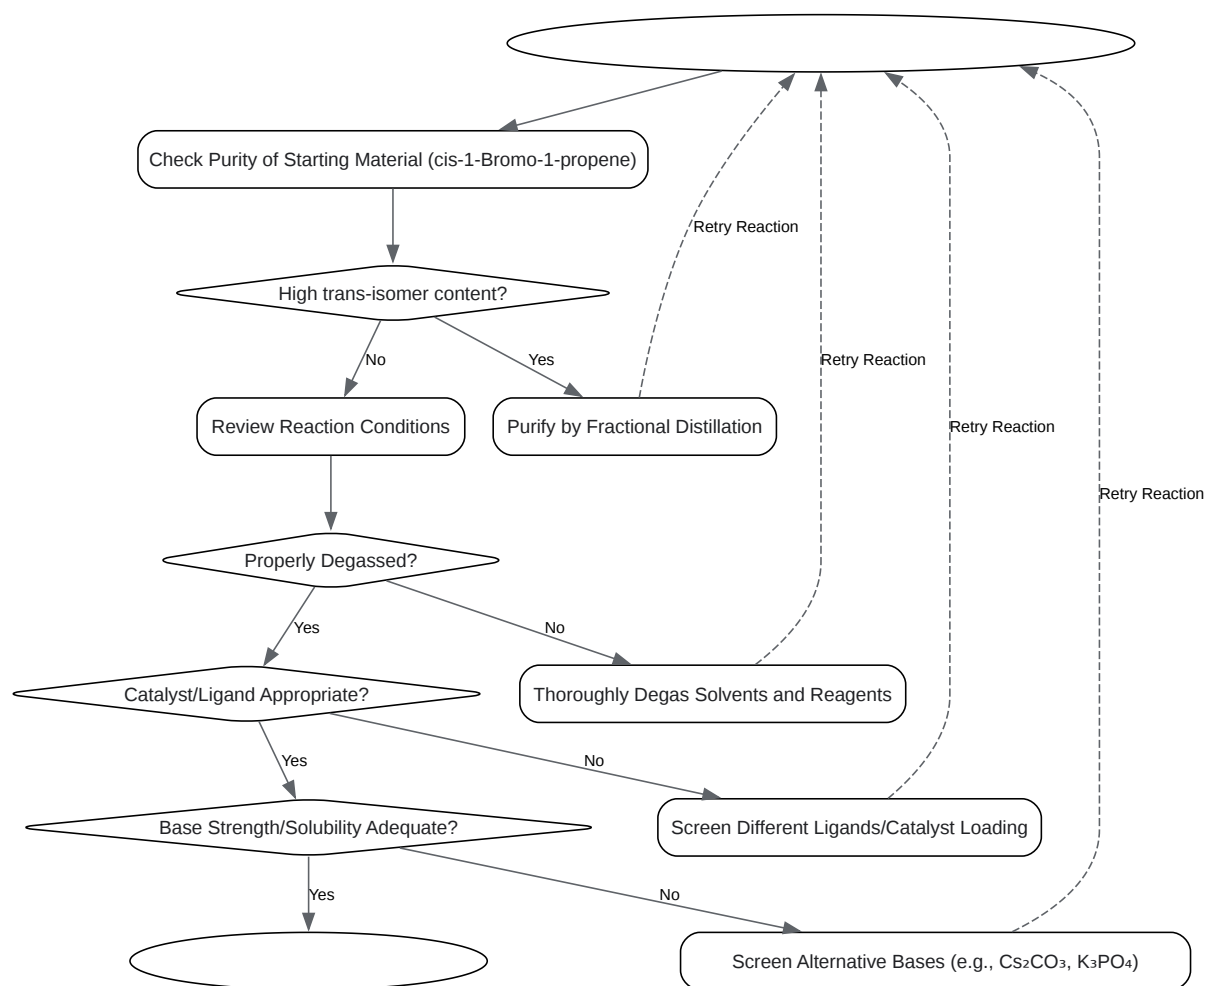 Check Purity of Starting Material (cis-1-Bromo-1-propene)
Retry Reaction
High trans-isomer content?
No
Yes
Retry Reaction
Review Reaction Conditions
Purify by Fractional Distillation
Retry Reaction
Retry Reaction
Properly Degassed?
Yes
No
Catalyst/Ligand Appropriate?
Thoroughly Degas Solvents and Reagents
Yes
No
Base Strength/Solubility Adequate?
Screen Different Ligands/Catalyst Loading
Yes
No
Screen Alternative Bases (e.g., Cs₂CO₃, K₃PO₄)